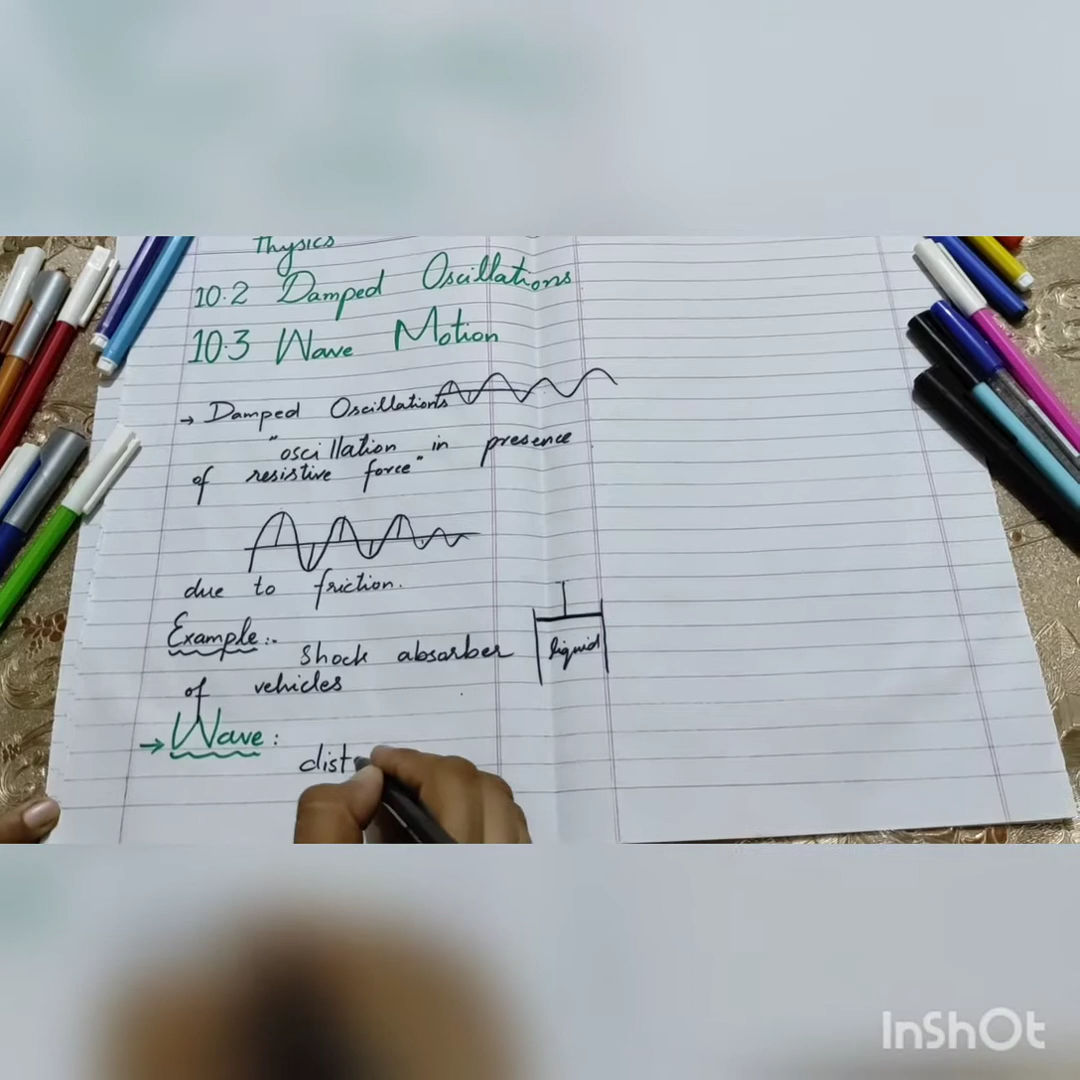 Physics
10.2 Damped Oscillations
10.3 Wave Motion
→ Damped Oscillations
"oscillation in presence
of resistive force"
due to friction.
Example:-
Shock absorber
of vehicles
liquid
→ Wave:
dist
InShOt